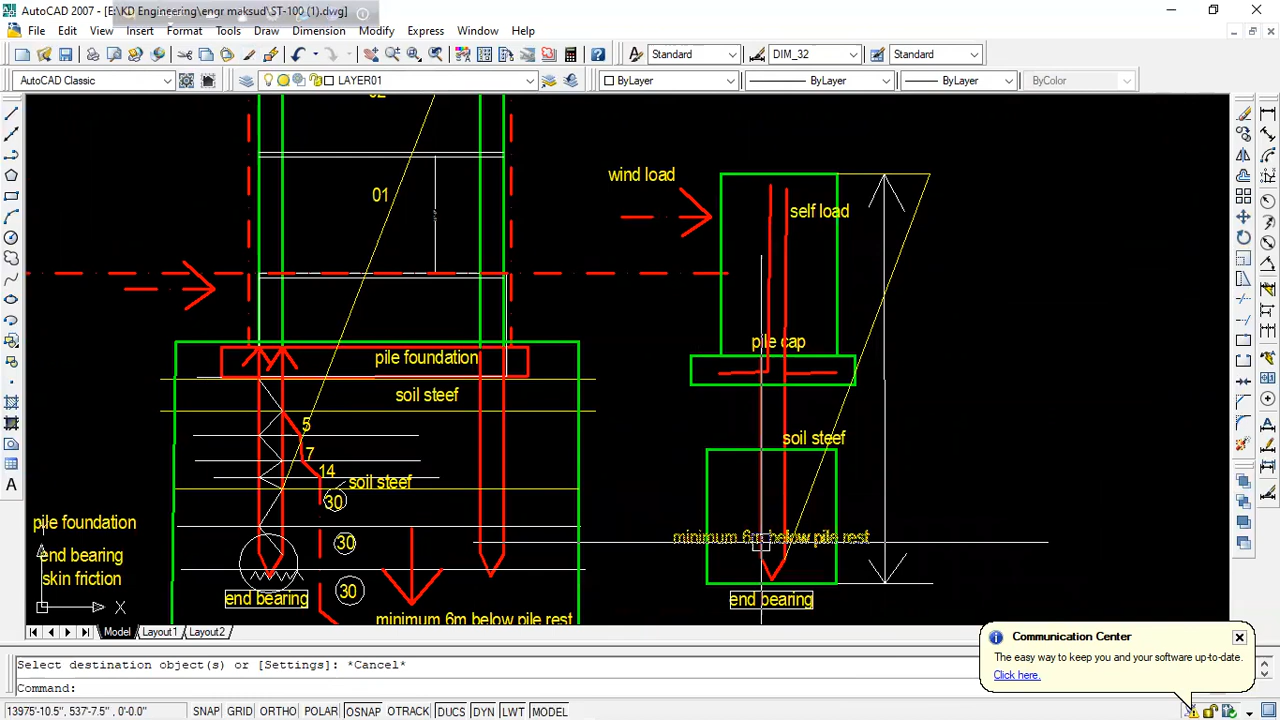 AutoCAD 2007 - [E:\KD Engineering\engr maksud\ST-100 (1).dwg]
File Edit View Insert Format Tools Draw Dimension Modify Express Window Help
Standard DIM_32 Standard
AutoCAD Classic LAYER01 ByLayer ByLayer ByLayer ByColor
01
wind load
self load
pile cap
pile foundation
soil steef
5
7
14
soil steef
30
30
30
soil steef
minimum 6m below pile rest
pile foundation
end bearing
skin friction
X
end bearing
end bearing
minimum 6m below pile rest
Model Layout1 Layout2
Communication Center
The easy way to keep you and your software up-to-date.
Click here.
Select destination object(s) or [Settings]: *Cancel*
Command:
13975'-10.5", 537'-7.5", 0'-0.0" SNAP GRID ORTHO POLAR OSNAP OTRACK DUCS DYN LWT MODEL